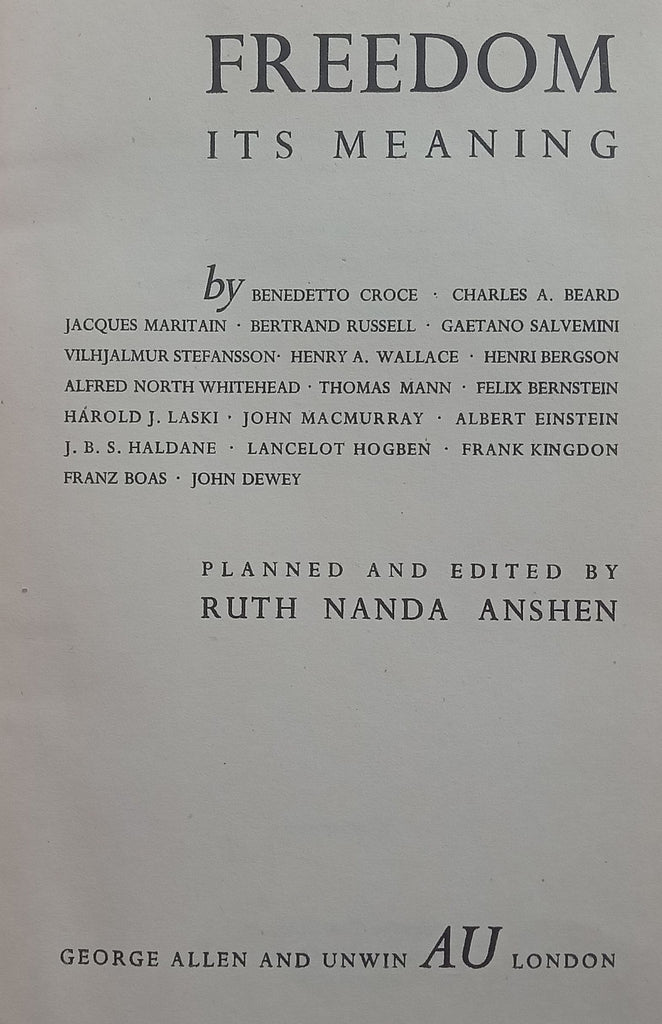 FREEDOM
ITS MEANING
by BENEDETTO CROCE · CHARLES A. BEARD
JACQUES MARITAIN · BERTRAND RUSSELL · GAETANO SALVEMINI
VILHJALMUR STEFANSSON · HENRY A. WALLACE · HENRI BERGSON
ALFRED NORTH WHITEHEAD · THOMAS MANN · FELIX BERNSTEIN
HAROLD J. LASKI · JOHN MACMURRAY · ALBERT EINSTEIN
J. B. S. HALDANE · LANCELOT HOGBEN · FRANK KINGDON
FRANZ BOAS · JOHN DEWEY
PLANNED AND EDITED BY
RUTH NANDA ANSHEN
GEORGE ALLEN AND UNWIN AU LONDON